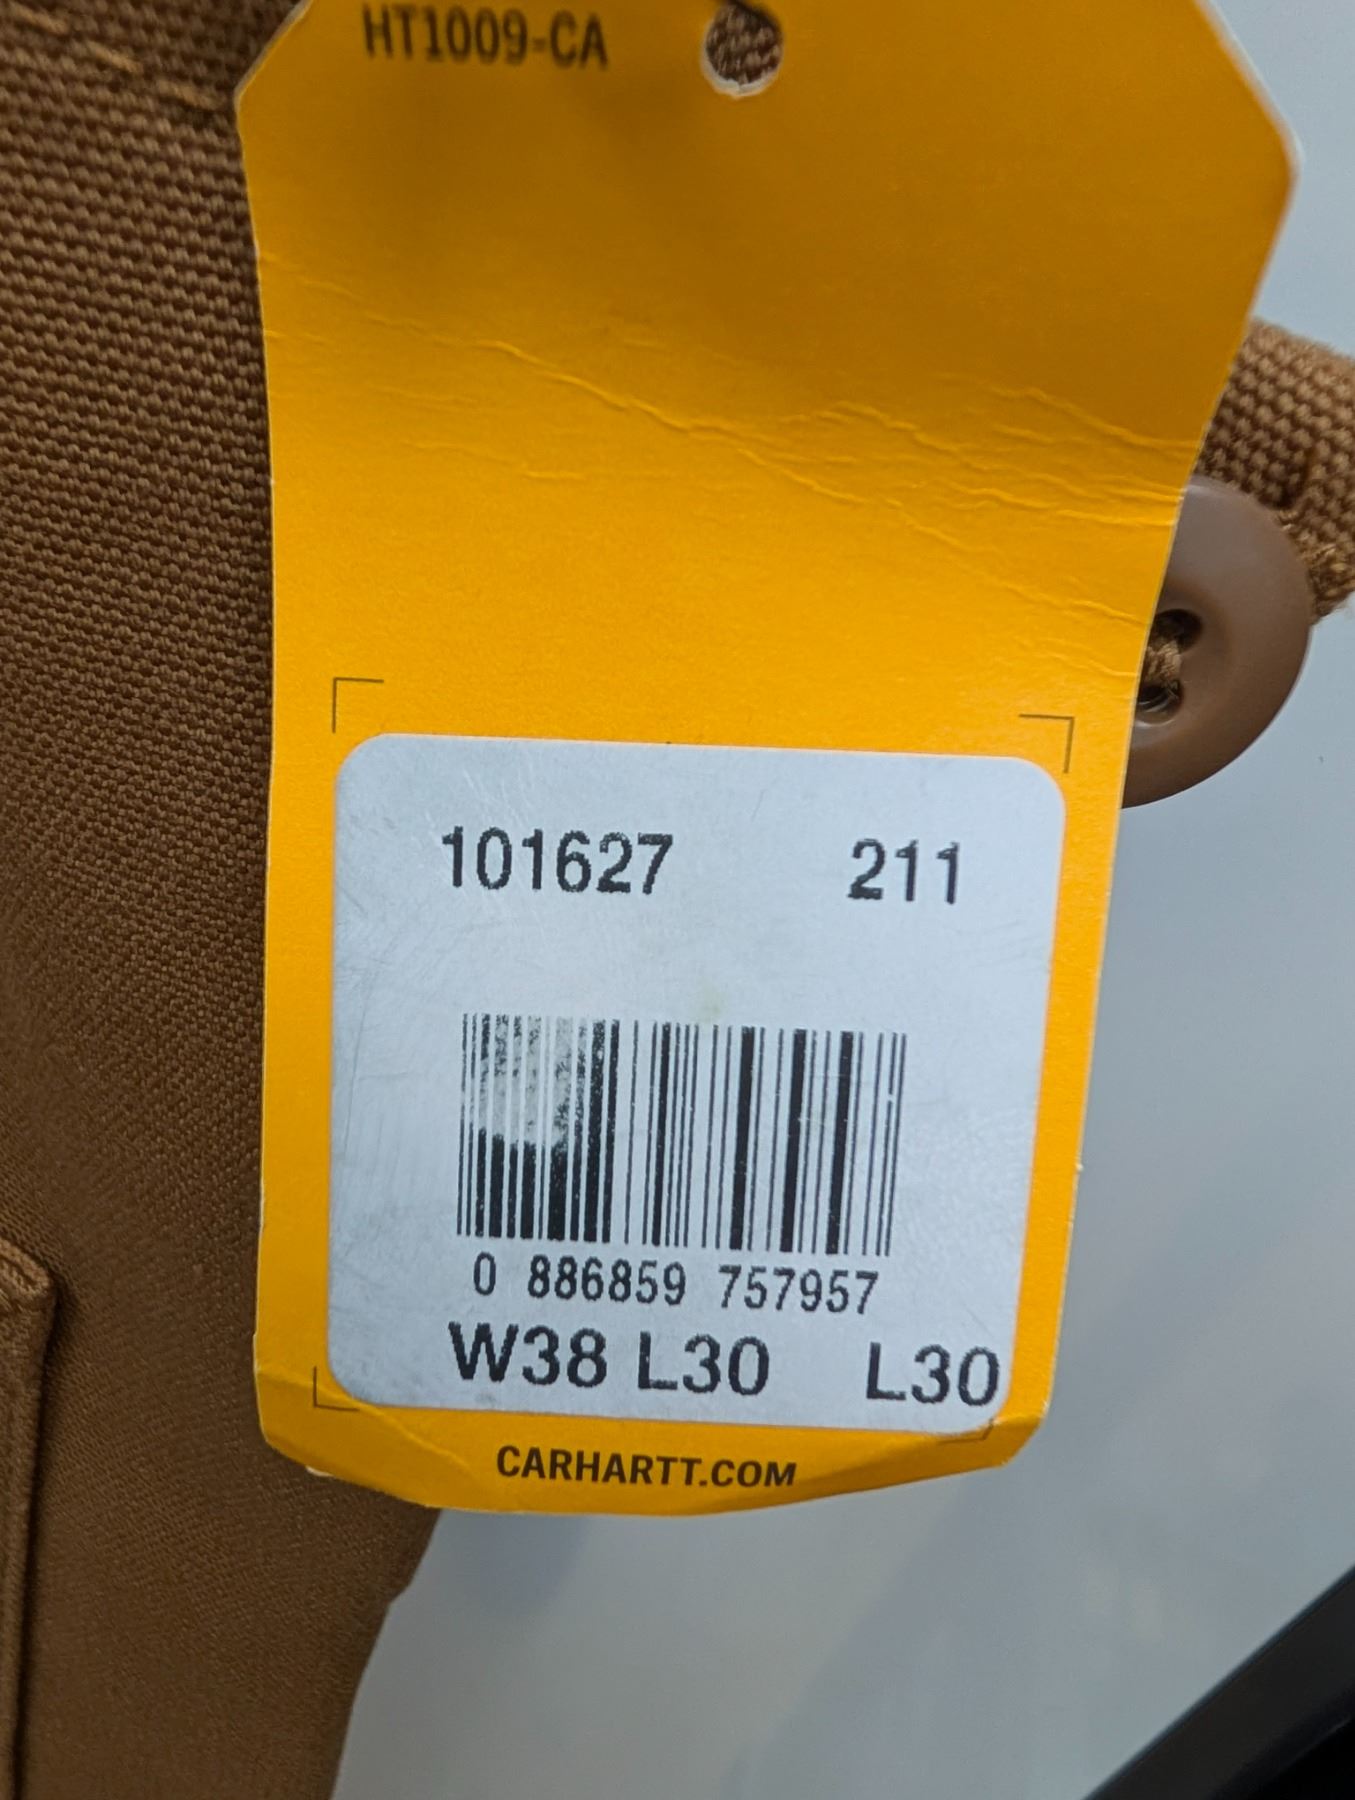 HT1009-CA
101627 211
0 886859 757957
W38 L30 L30
CARHARTT.COM